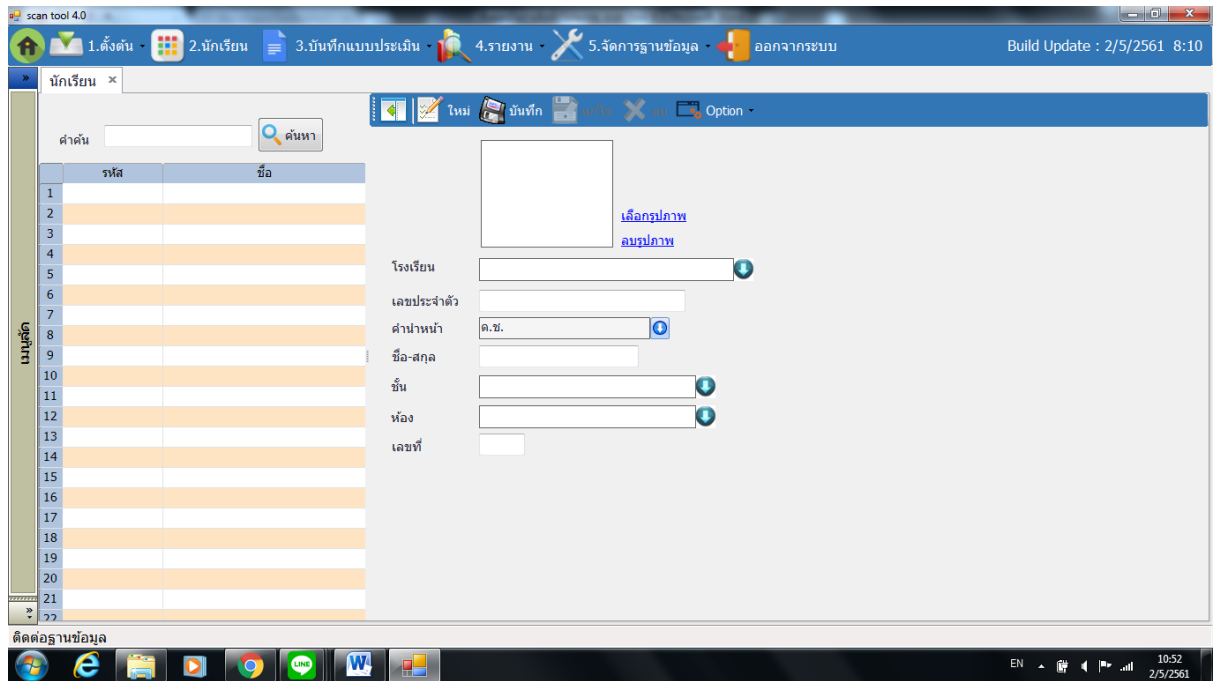 scan tool 4.0
1.ตั้งต้น 2.นักเรียน 3.บันทึกแบบประเมิน 4.รายงาน 5.จัดการฐานข้อมูล ออกจากระบบ Build Update : 2/5/2561 8:10
» นักเรียน ×
ใหม่ บันทึก แก้ไข ลบ Option
คำค้น ค้นหา
รหัส ชื่อ
1
2
3
4
5
6
7
8
9
10
11
12
13
14
15
16
17
18
19
20
21
22
เมนูลัด
»
เลือกรูปภาพ
ลบรูปภาพ
โรงเรียน
เลขประจำตัว
คำนำหน้า ด.ช.
ชื่อ-สกุล
ชั้น
ห้อง
เลขที่
ติดต่อฐานข้อมูล
LINE W EN 10:52
2/5/2561